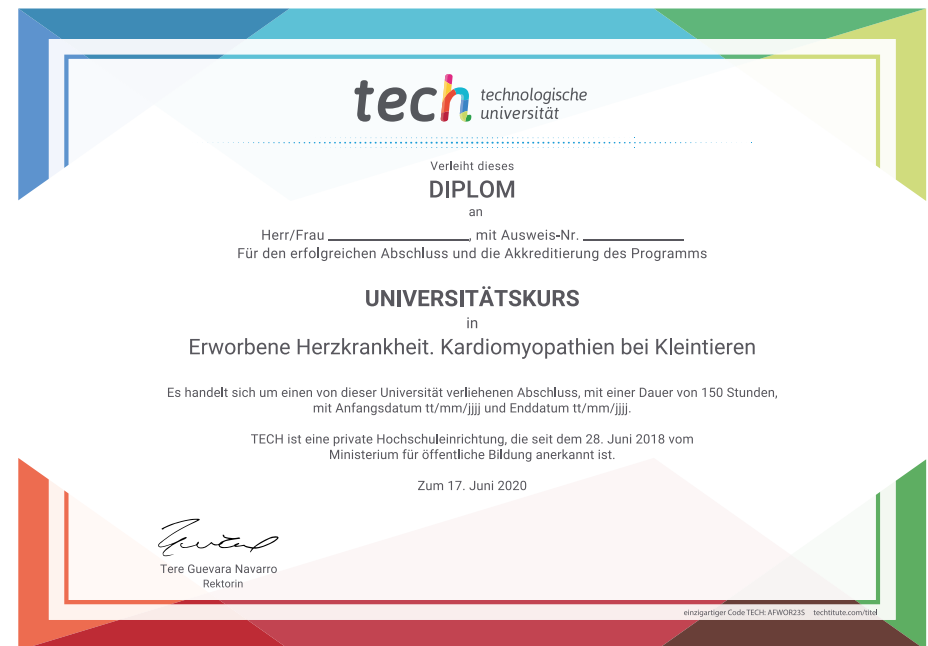 tech technologische
universität
Verleiht dieses
DIPLOM
an
Herr/Frau ____________, mit Ausweis-Nr. ____________
Für den erfolgreichen Abschluss und die Akkreditierung des Programms
UNIVERSITÄTSKURS
in
Erworbene Herzkrankheit. Kardiomyopathien bei Kleintieren
Es handelt sich um einen von dieser Universität verliehenen Abschluss, mit einer Dauer von 150 Stunden,
mit Anfangsdatum tt/mm/jjjj und Enddatum tt/mm/jjjj.
TECH ist eine private Hochschuleinrichtung, die seit dem 28. Juni 2018 vom
Ministerium für öffentliche Bildung anerkannt ist.
Zum 17. Juni 2020
Tere Guevara Navarro
Rektorin
einzigartiger Code TECH: AFWOR23S techtitute.com/titel